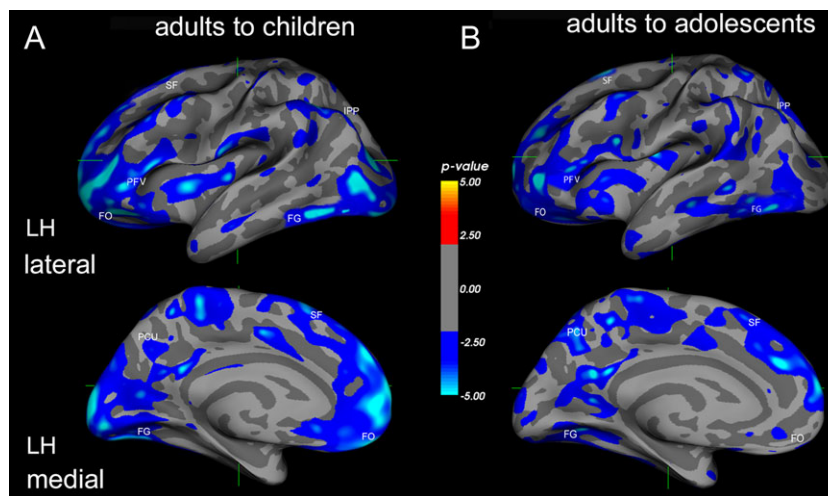 A
adults to children
SF
IPP
PFV
FO
FG
LH
lateral
PCU
SF
FG
FO
LH
medial
p-value
5.00
2.50
0.00
-2.50
-5.00
B
adults to adolescents
SF
IPP
PFV
FO
FG
PCU
SF
FG
FO